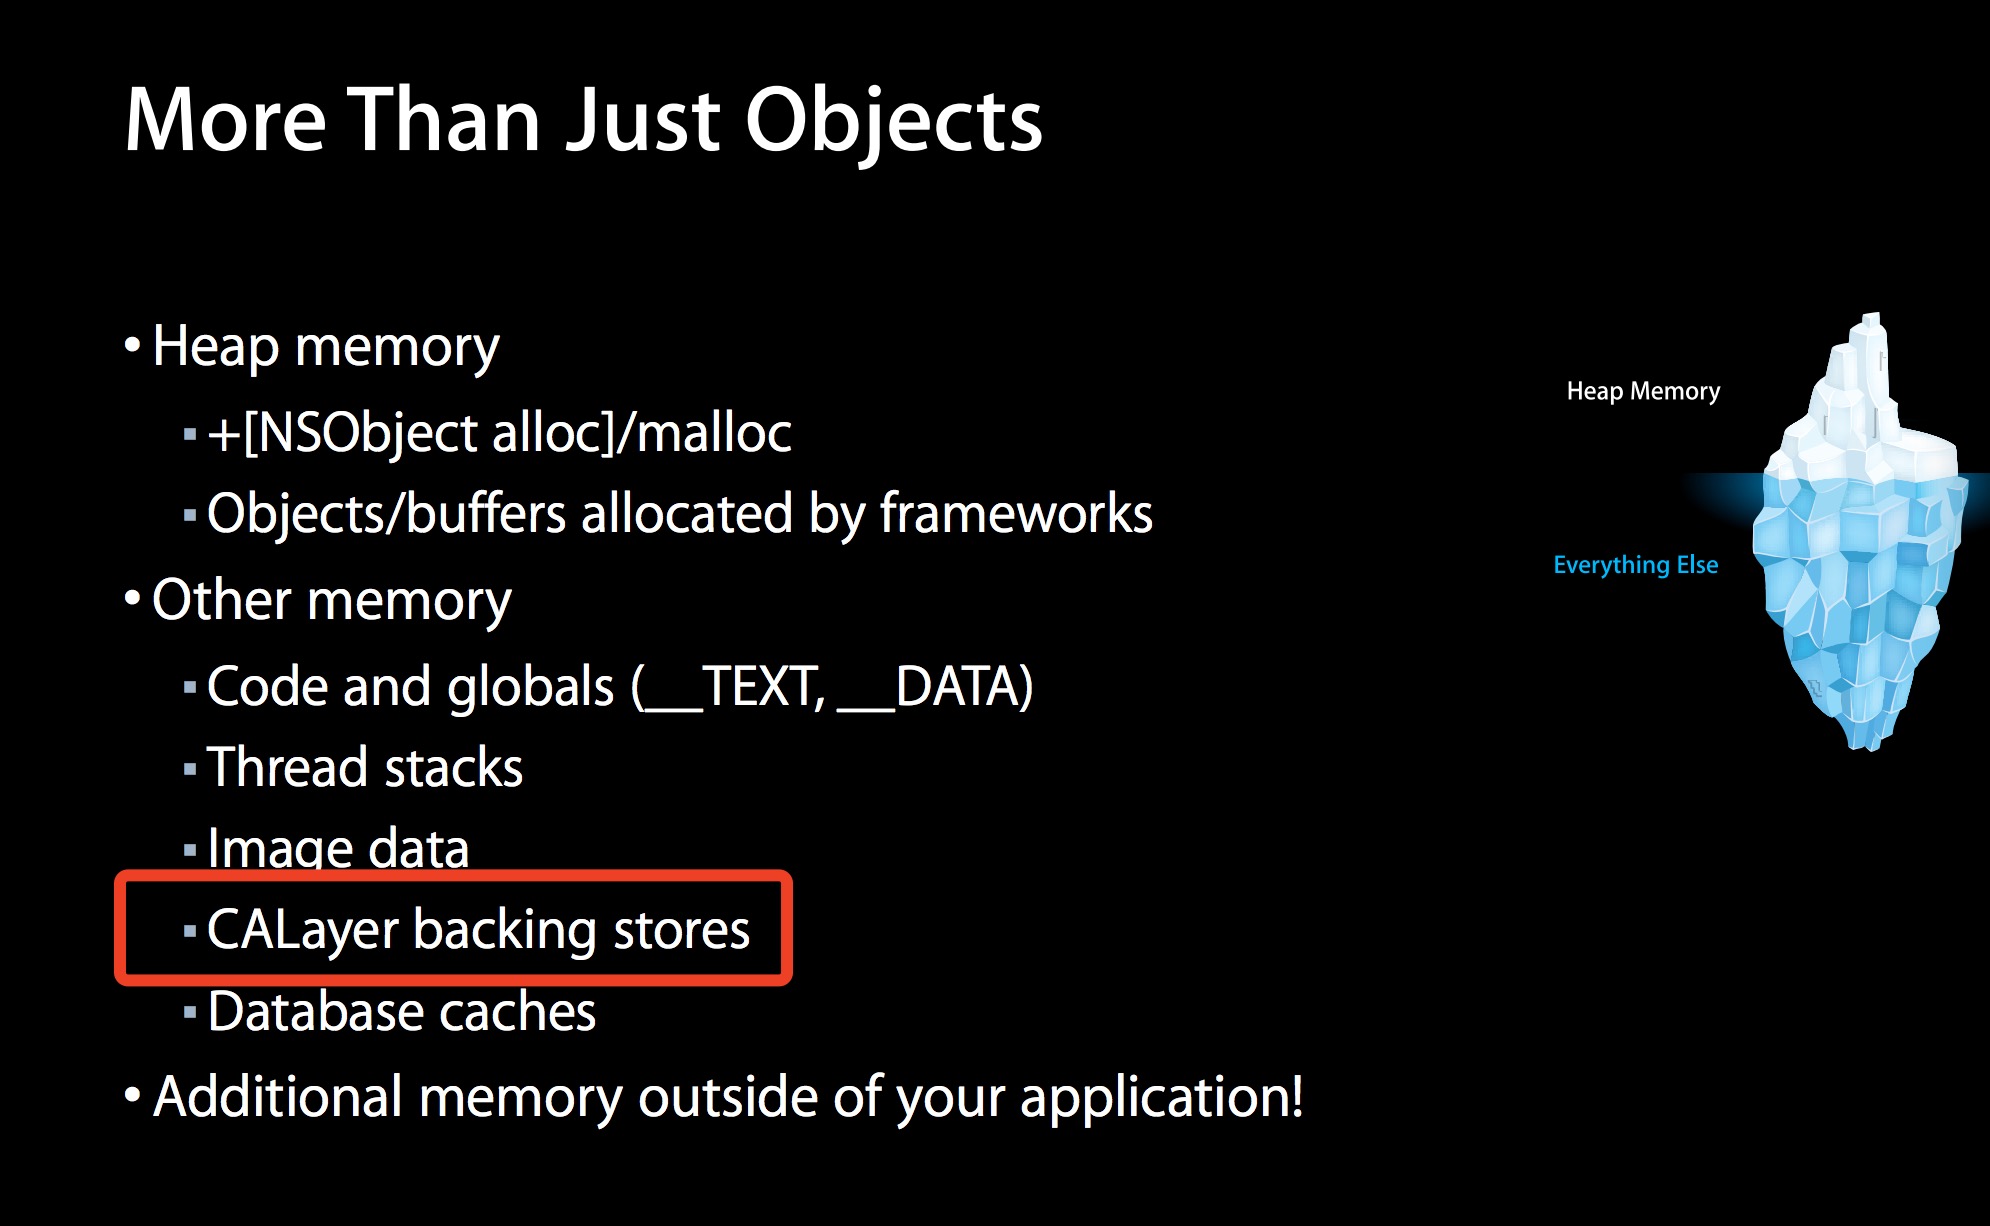 More Than Just Objects
• Heap memory
▪ +[NSObject alloc]/malloc
▪ Objects/buffers allocated by frameworks
• Other memory
▪ Code and globals (__TEXT, __DATA)
▪ Thread stacks
▪ Image data
▪ CALayer backing stores
▪ Database caches
• Additional memory outside of your application!
Heap Memory
Everything Else